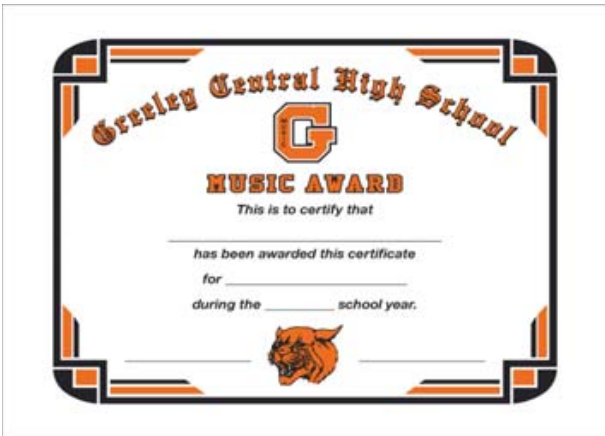 Greeley Central High School
G
MUSIC
MUSIC AWARD
This is to certify that
has been awarded this certificate
for
during the school year.